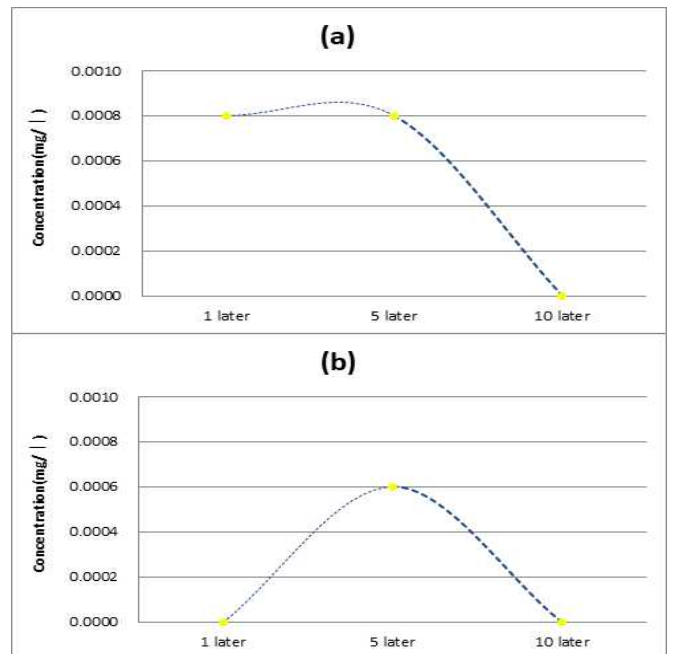 (a)
Concentration(mg/ l )
0.0010
0.0008
0.0006
0.0004
0.0002
0.0000
1 later 5 later 10 later
(b)
Concentration(mg/ l )
0.0010
0.0008
0.0006
0.0004
0.0002
0.0000
1 later 5 later 10 later